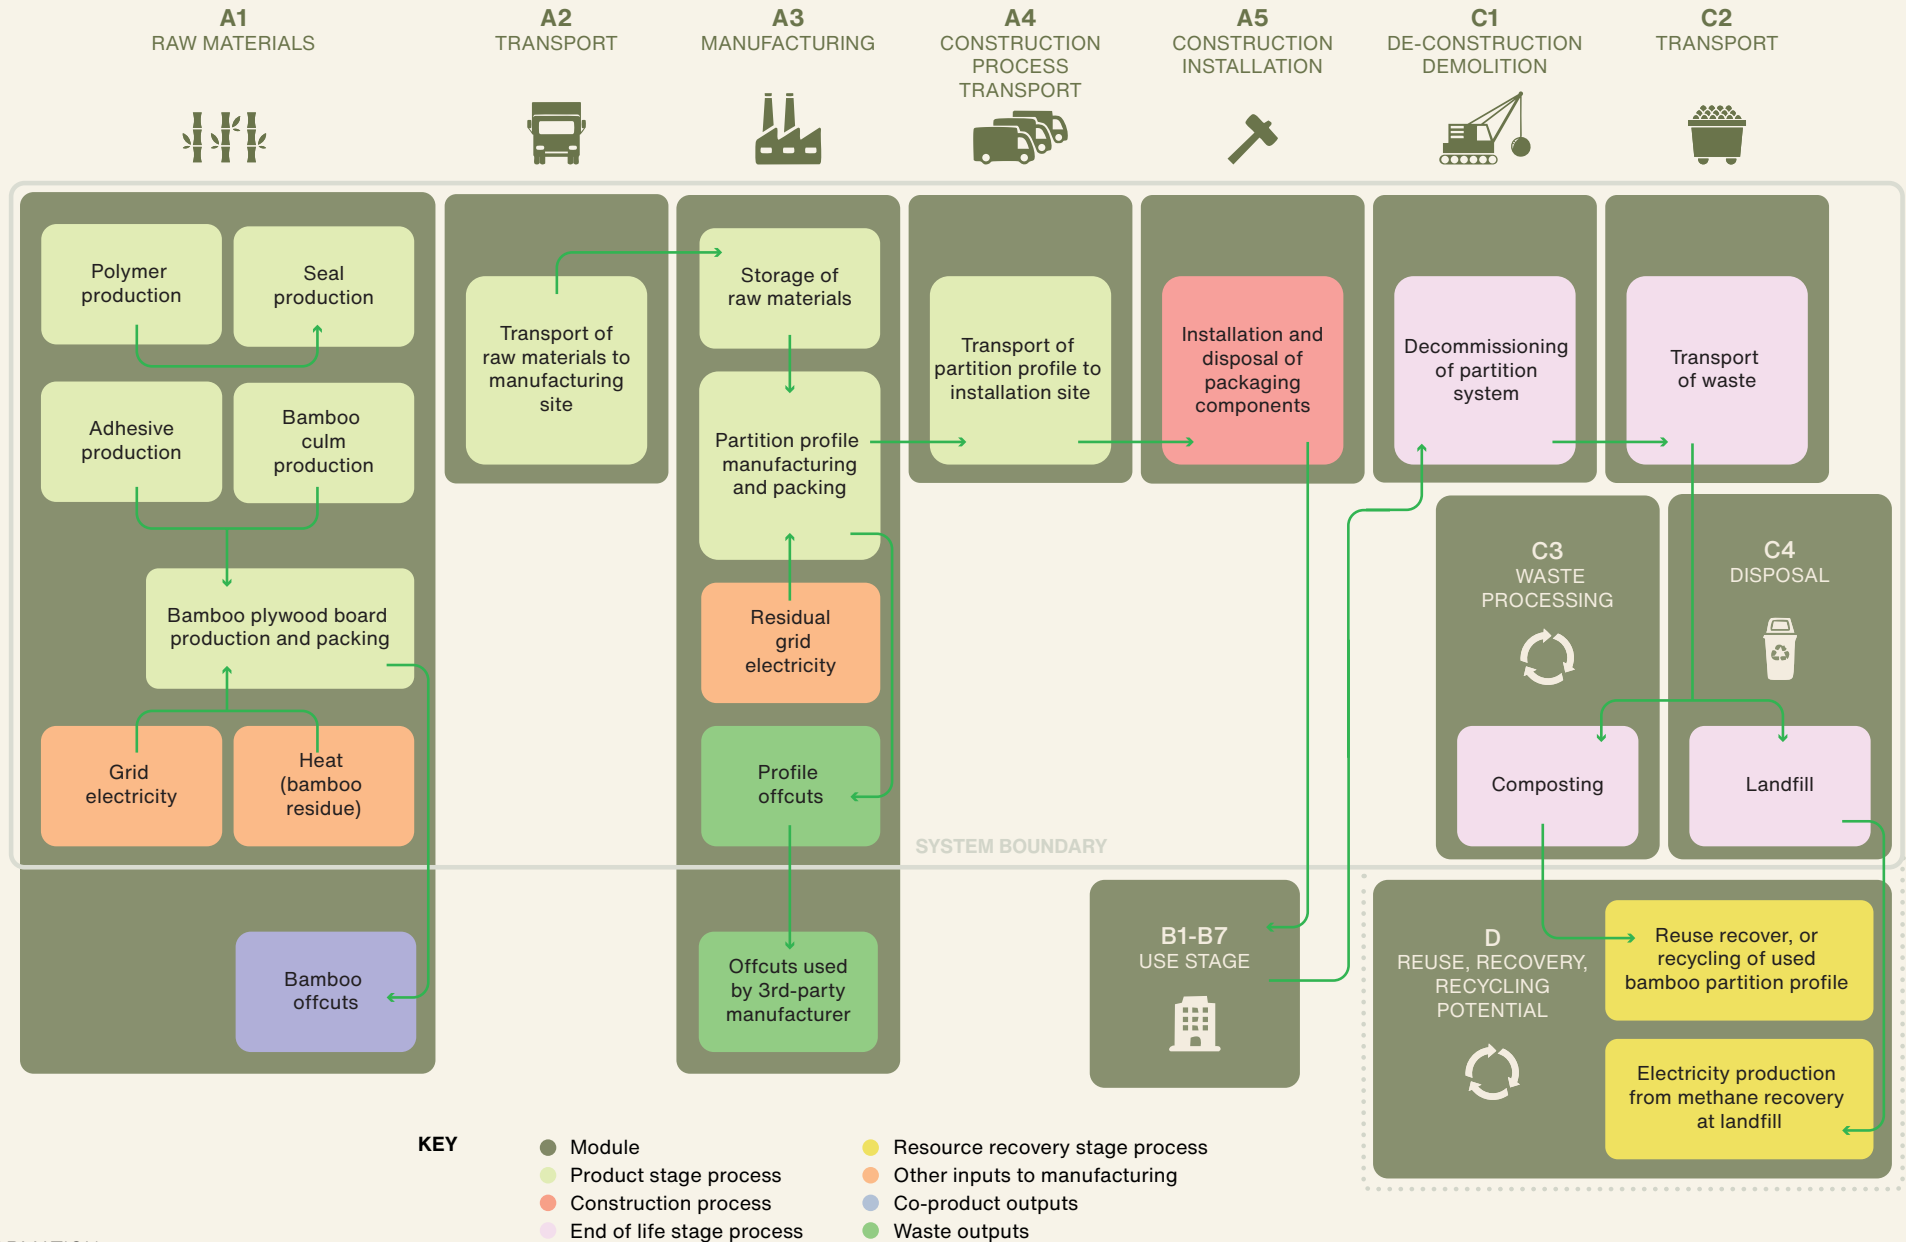 A1
RAW MATERIALS
A2
TRANSPORT
A3
MANUFACTURING
A4
CONSTRUCTION
PROCESS
TRANSPORT
A5
CONSTRUCTION
INSTALLATION
C1
DE-CONSTRUCTION
DEMOLITION
C2
TRANSPORT
Polymer
production
Seal
production
Adhesive
production
Bamboo
culm
production
Bamboo plywood board
production and packing
Grid
electricity
Heat
(bamboo
residue)
Bamboo
offcuts
Transport of
raw materials to
manufacturing
site
Storage of
raw materials
Partition profile
manufacturing
and packing
Residual
grid
electricity
Profile
offcuts
Offcuts used
by 3rd-party
manufacturer
Transport of
partition profile to
installation site
Installation and
disposal of
packaging
components
Decommissioning
of partition
system
Transport
of waste
C3
WASTE
PROCESSING
C4
DISPOSAL
Composting
Landfill
SYSTEM BOUNDARY
B1-B7
USE STAGE
D
REUSE, RECOVERY,
RECYCLING
POTENTIAL
Reuse recover, or
recycling of used
bamboo partition profile
Electricity production
from methane recovery
at landfill
KEY
Module
Product stage process
Construction process
End of life stage process
Resource recovery stage process
Other inputs to manufacturing
Co-product outputs
Waste outputs